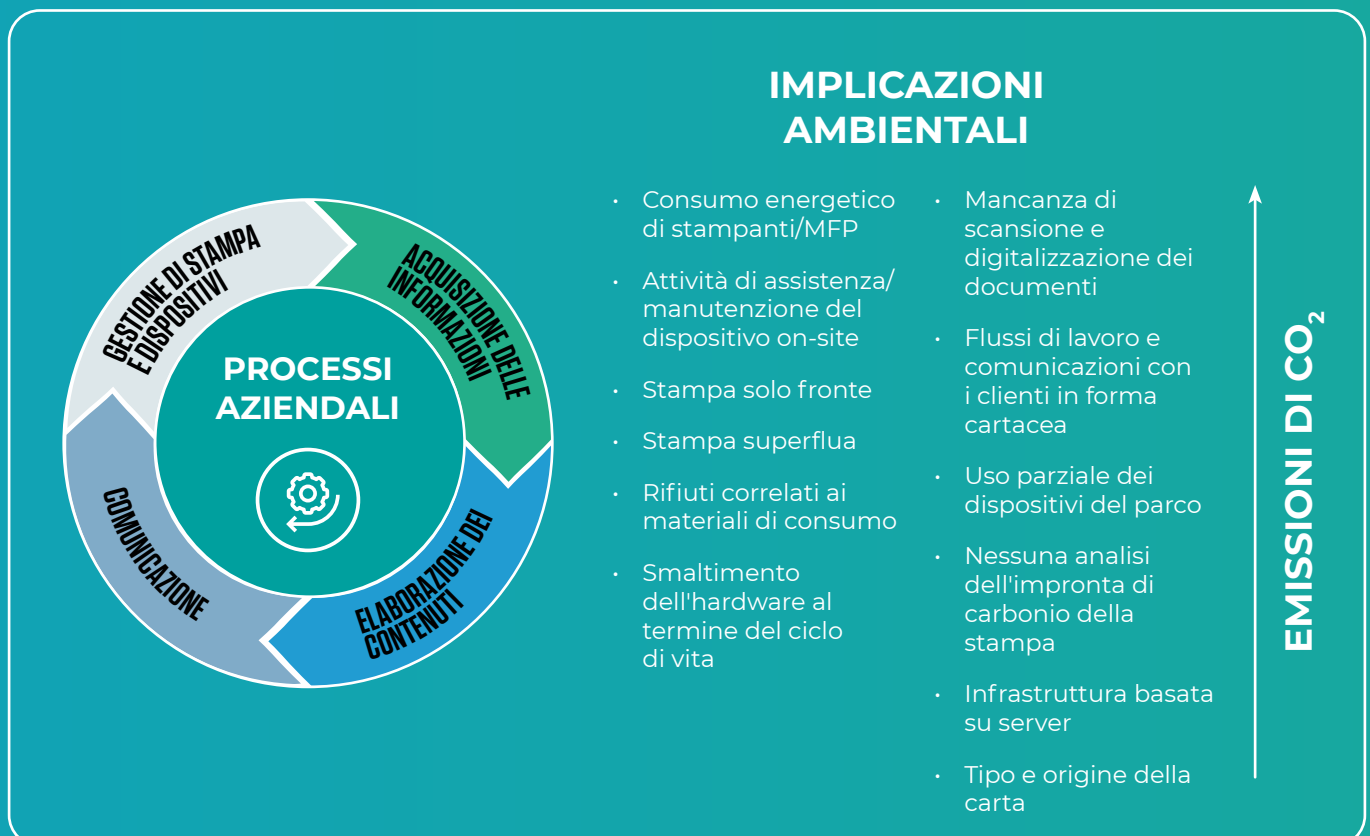 IMPLICAZIONI
AMBIENTALI
GESTIONE DI STAMPA
E DISPOSITIVI
ACQUISIZIONE DELLE
INFORMAZIONI
ELABORAZIONE DEI
CONTENUTI
COMUNICAZIONE
PROCESSI
AZIENDALI
• Consumo energetico
di stampanti/MFP
• Attività di assistenza/
manutenzione del
dispositivo on-site
• Stampa solo fronte
• Stampa superflua
• Rifiuti correlati ai
materiali di consumo
• Smaltimento
dell'hardware al
termine del ciclo
di vita
• Mancanza di
scansione e
digitalizzazione dei
documenti
• Flussi di lavoro e
comunicazioni con
i clienti in forma
cartacea
• Uso parziale dei
dispositivi del parco
• Nessuna analisi
dell'impronta di
carbonio della
stampa
• Infrastruttura basata
su server
• Tipo e origine della
carta
EMISSIONI DI CO₂